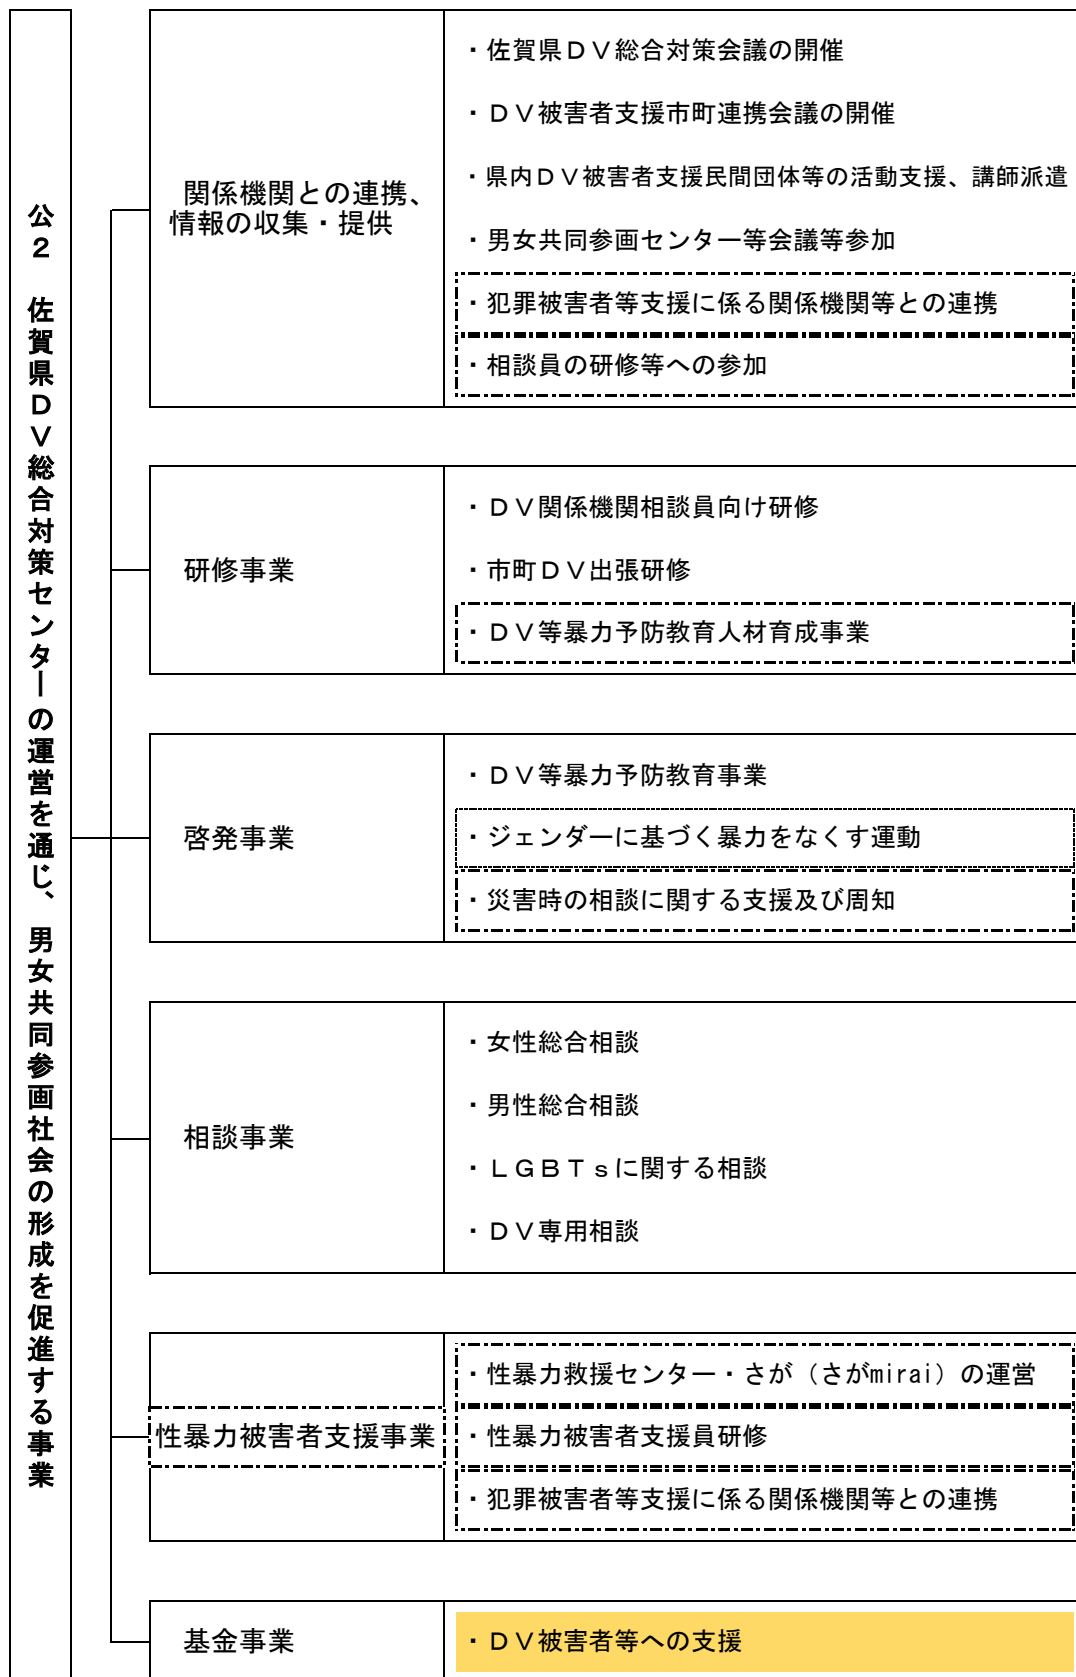 公２　佐賀県ＤＶ総合対策センターの運営を通じ、男女共同参画社会の形成を促進する事業
関係機関との連携、
情報の収集・提供
・佐賀県ＤＶ総合対策会議の開催
・ＤＶ被害者支援市町連携会議の開催
・県内ＤＶ被害者支援民間団体等の活動支援、講師派遣
・男女共同参画センター等会議等参加
・犯罪被害者等支援に係る関係機関等との連携
・相談員の研修等への参加
研修事業
・ＤＶ関係機関相談員向け研修
・市町ＤＶ出張研修
・ＤＶ等暴力予防教育人材育成事業
啓発事業
・ＤＶ等暴力予防教育事業
・ジェンダーに基づく暴力をなくす運動
・災害時の相談に関する支援及び周知
相談事業
・女性総合相談
・男性総合相談
・ＬＧＢＴｓに関する相談
・ＤＶ専用相談
性暴力被害者支援事業
・性暴力救援センター・さが（さがmirai）の運営
・性暴力被害者支援員研修
・犯罪被害者等支援に係る関係機関等との連携
基金事業
・ＤＶ被害者等への支援